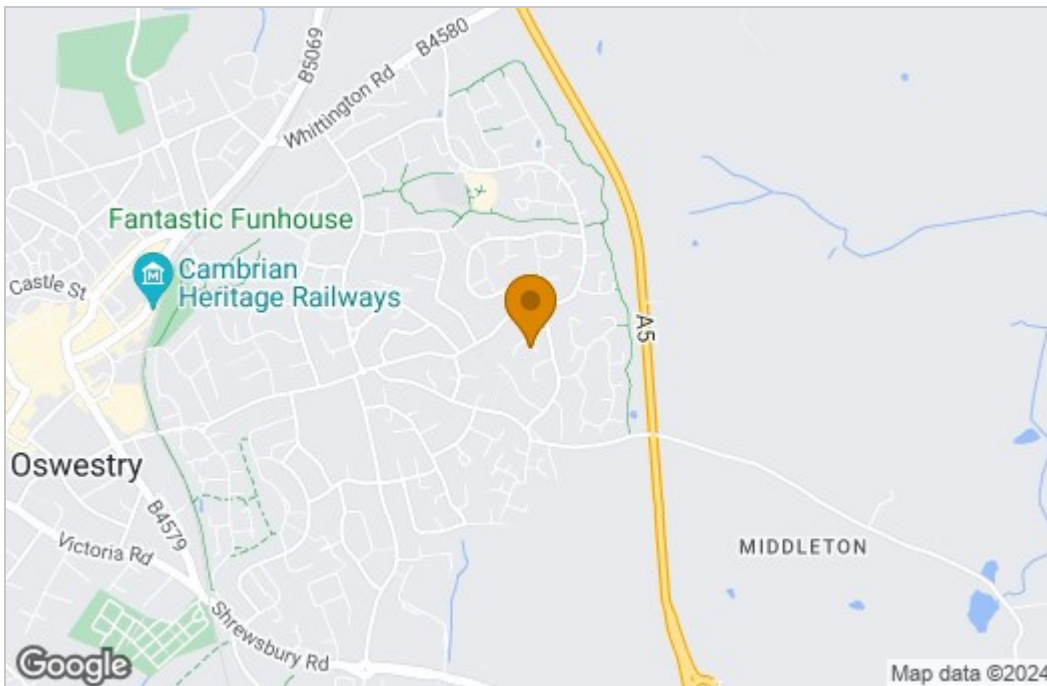 B5069
B4580
Whittington Rd
Fantastic Funhouse
Cambrian
Heritage Railways
Castle St
A5
Oswestry
B4579
Victoria Rd
MIDDLETON
Shrewsbury Rd
Google
Map data ©2024